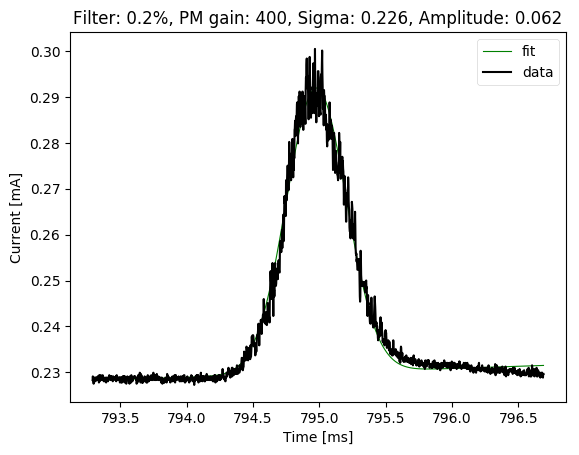 Filter: 0.2%, PM gain: 400, Sigma: 0.226, Amplitude: 0.062
fit
data
Current [mA]
0.30
0.29
0.28
0.27
0.26
0.25
0.24
0.23
793.5 794.0 794.5 795.0 795.5 796.0 796.5
Time [ms]